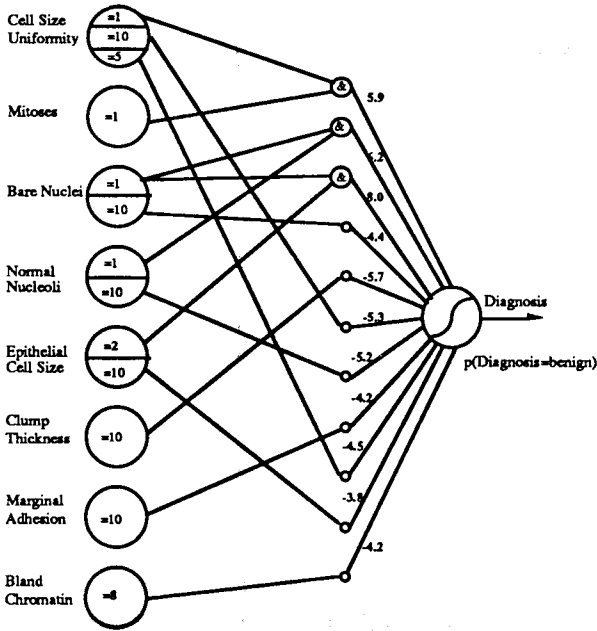 Cell Size
Uniformity
=1
=10
=5
Mitoses
=1
Bare Nuclei
=1
=10
Normal
Nucleoli
=1
=10
Epithelial
Cell Size
=2
=10
Clump
Thickness
=10
Marginal
Adhesion
=10
Bland
Chromatin
=8
&
&
&
5.9
8.0
-4.4
-5.7
-5.3
-5.2
-4.2
-4.5
-3.8
-4.2
Diagnosis
p(Diagnosis=benign)